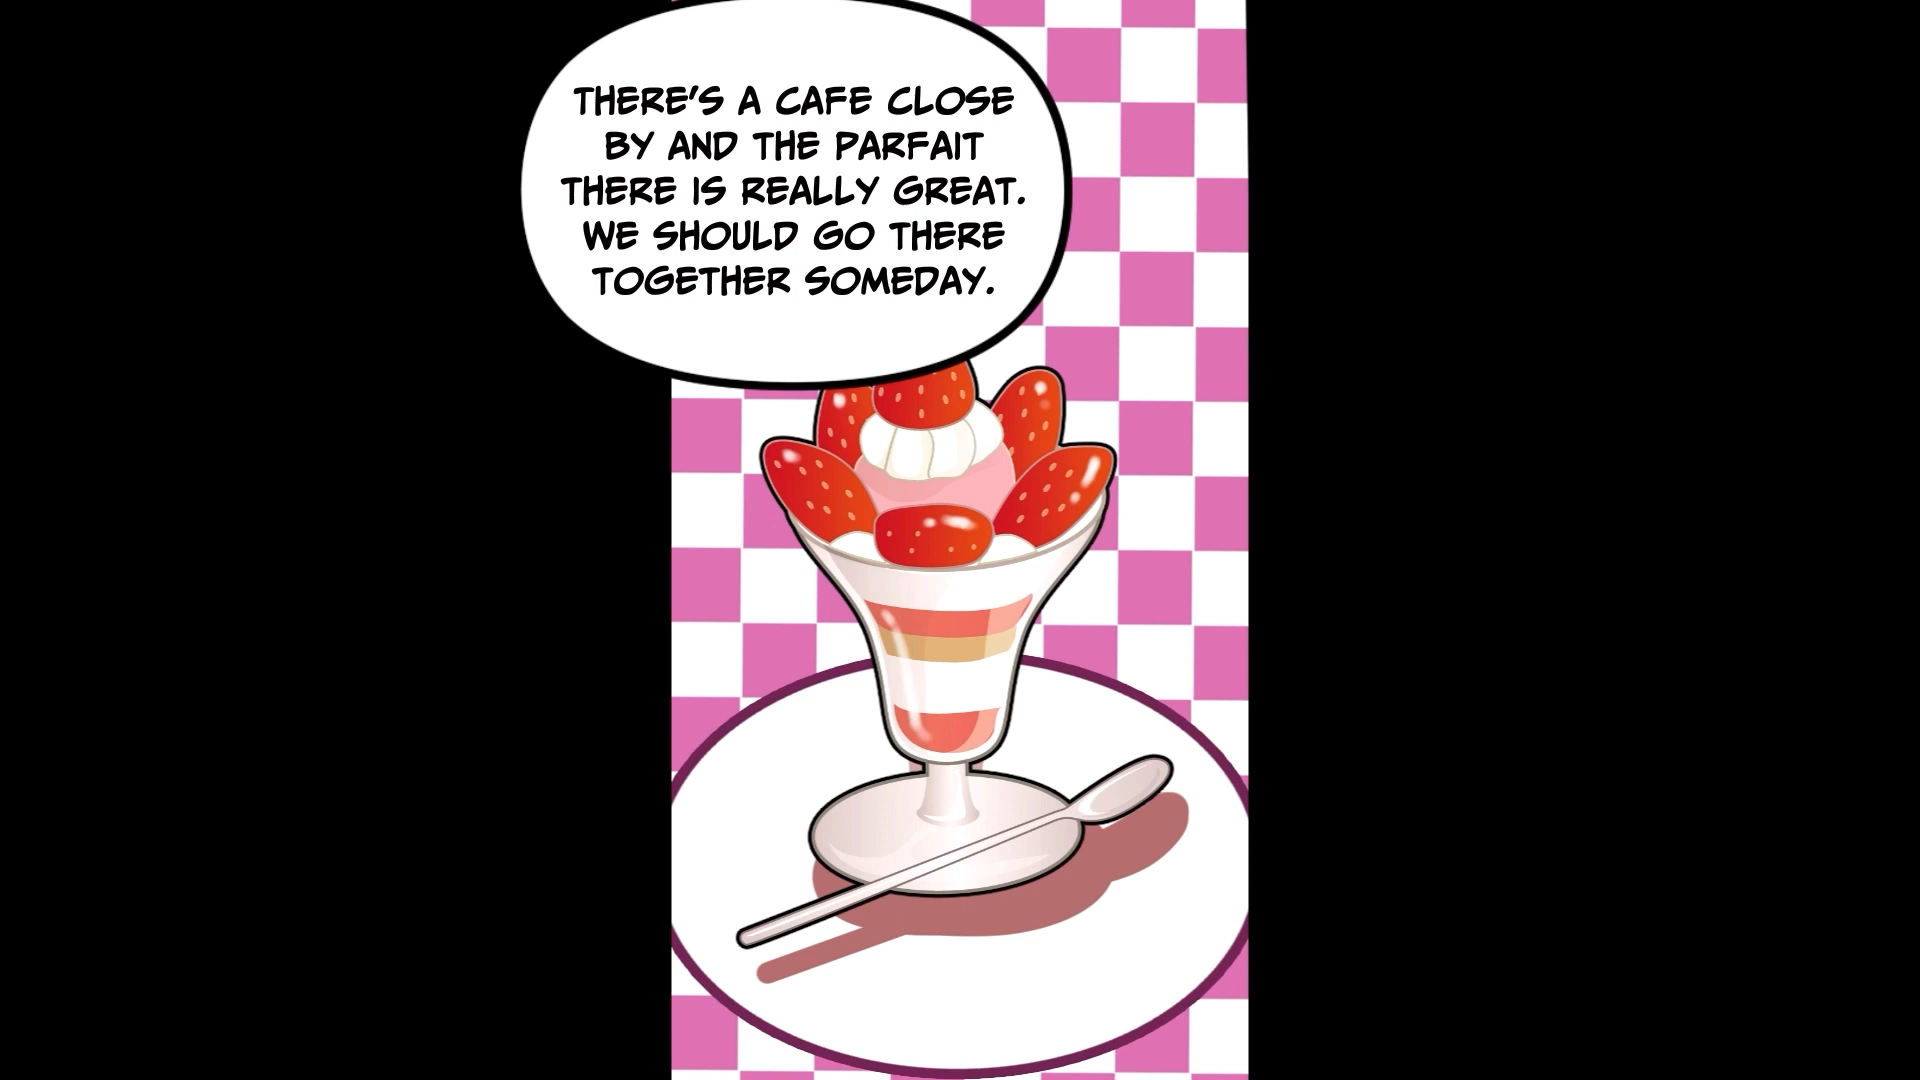 THERE'S A CAFE CLOSE
BY AND THE PARFAIT
THERE IS REALLY GREAT.
WE SHOULD GO THERE
TOGETHER SOMEDAY.